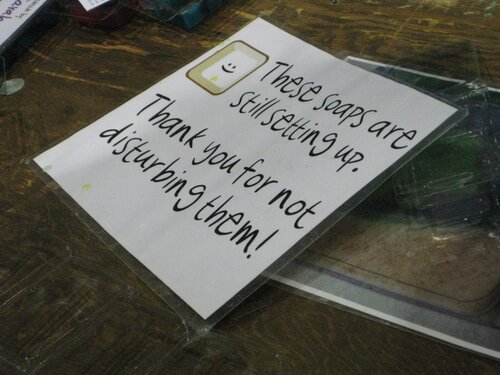 These soaps are
still setting up.
Thank you for not
disturbing them!